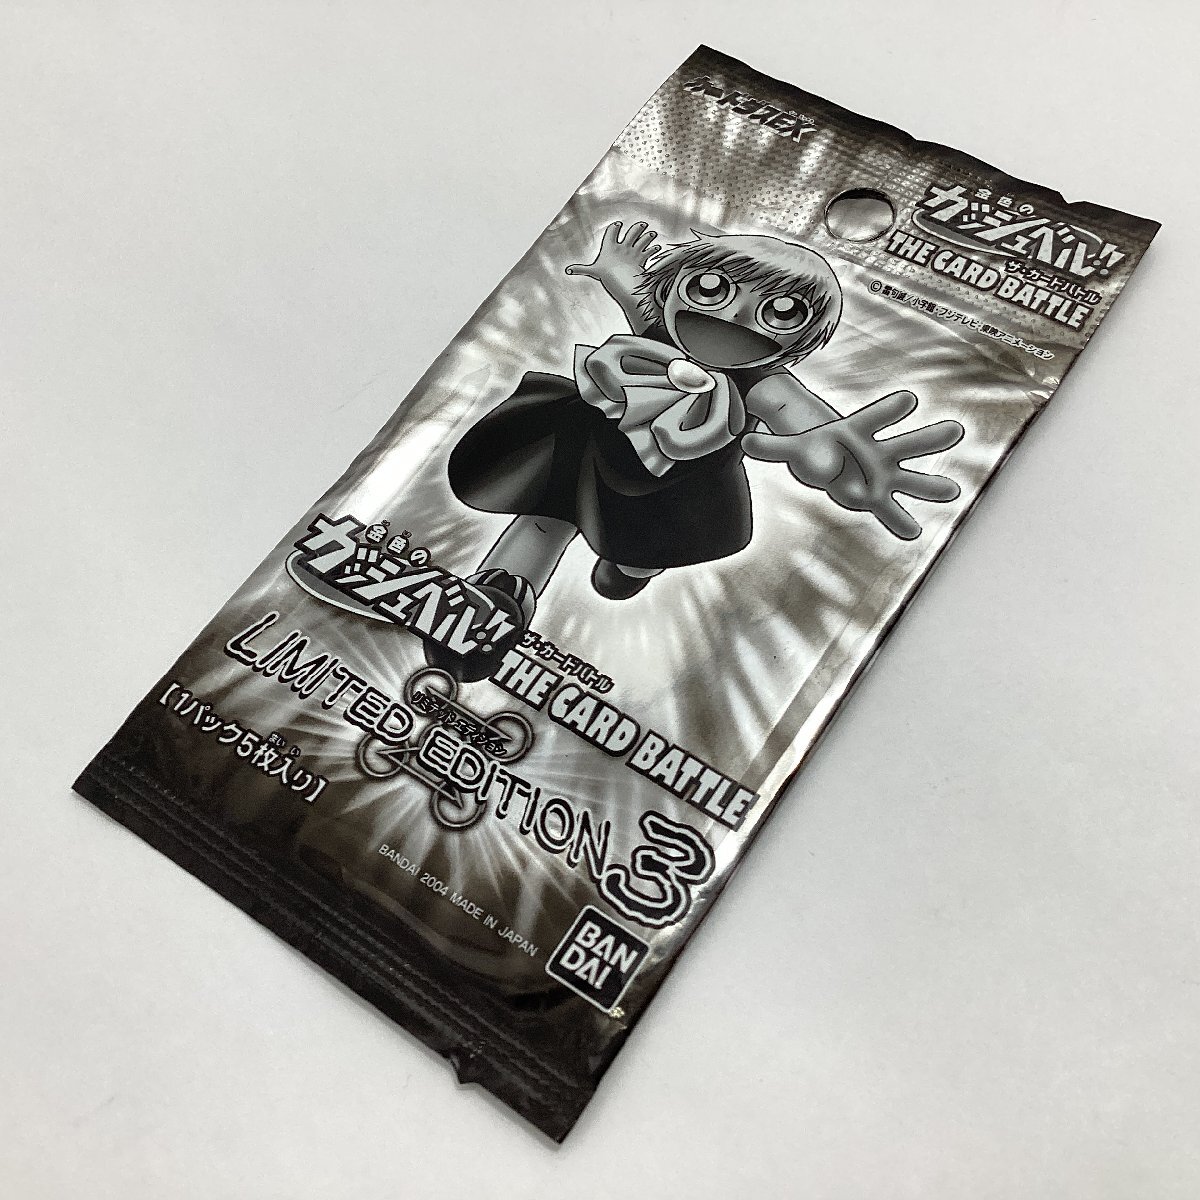 カードダスEX
金色の
ガッシュベル!!
ザ・カードバトル
THE CARD BATTLE
©雷句誠/小学館・フジテレビ・東映アニメーション
金色の
ガッシュベル!!
ザ・カードバトル
THE CARD BATTLE
リミテッドエディション
LIMITED EDITION 3
【1パック5枚入り】
BANDAI 2004 MADE IN JAPAN
BAN
DAI